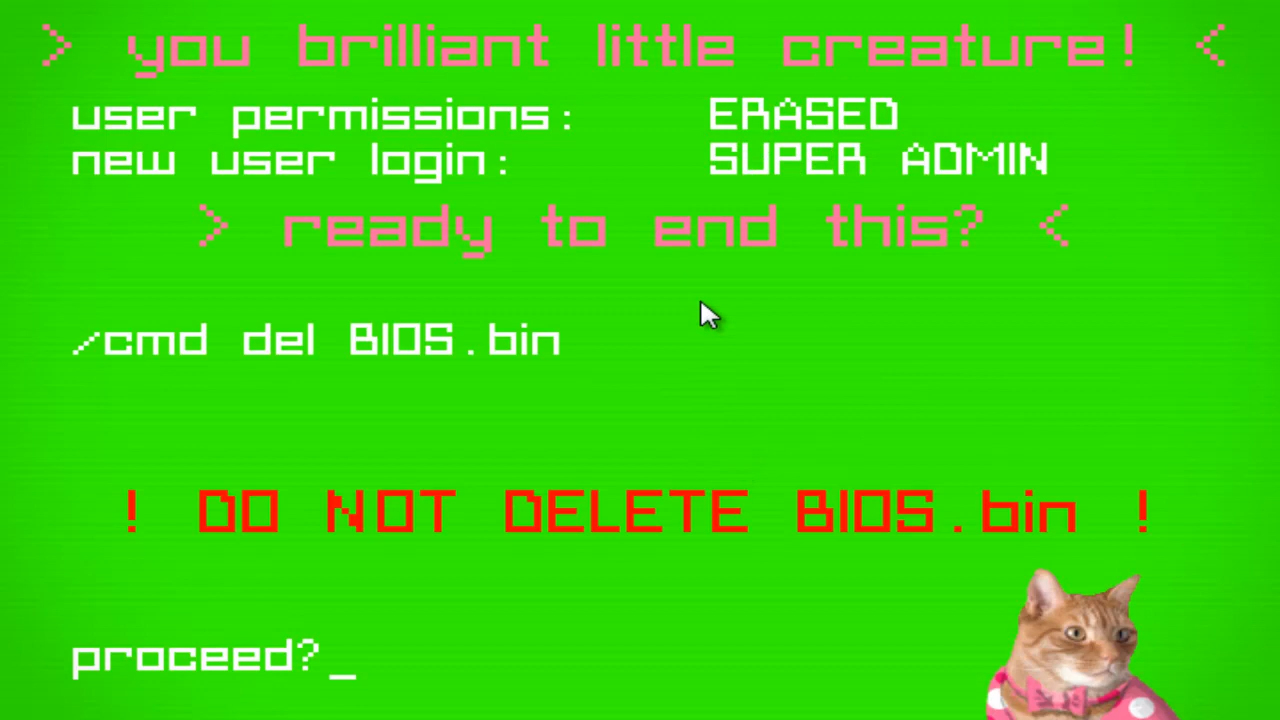 > you brilliant little creature! <
user permissions: ERASED
new user login: SUPER ADMIN
> ready to end this? <
/cmd del BIOS.bin
! DO NOT DELETE BIOS.bin !
proceed?_